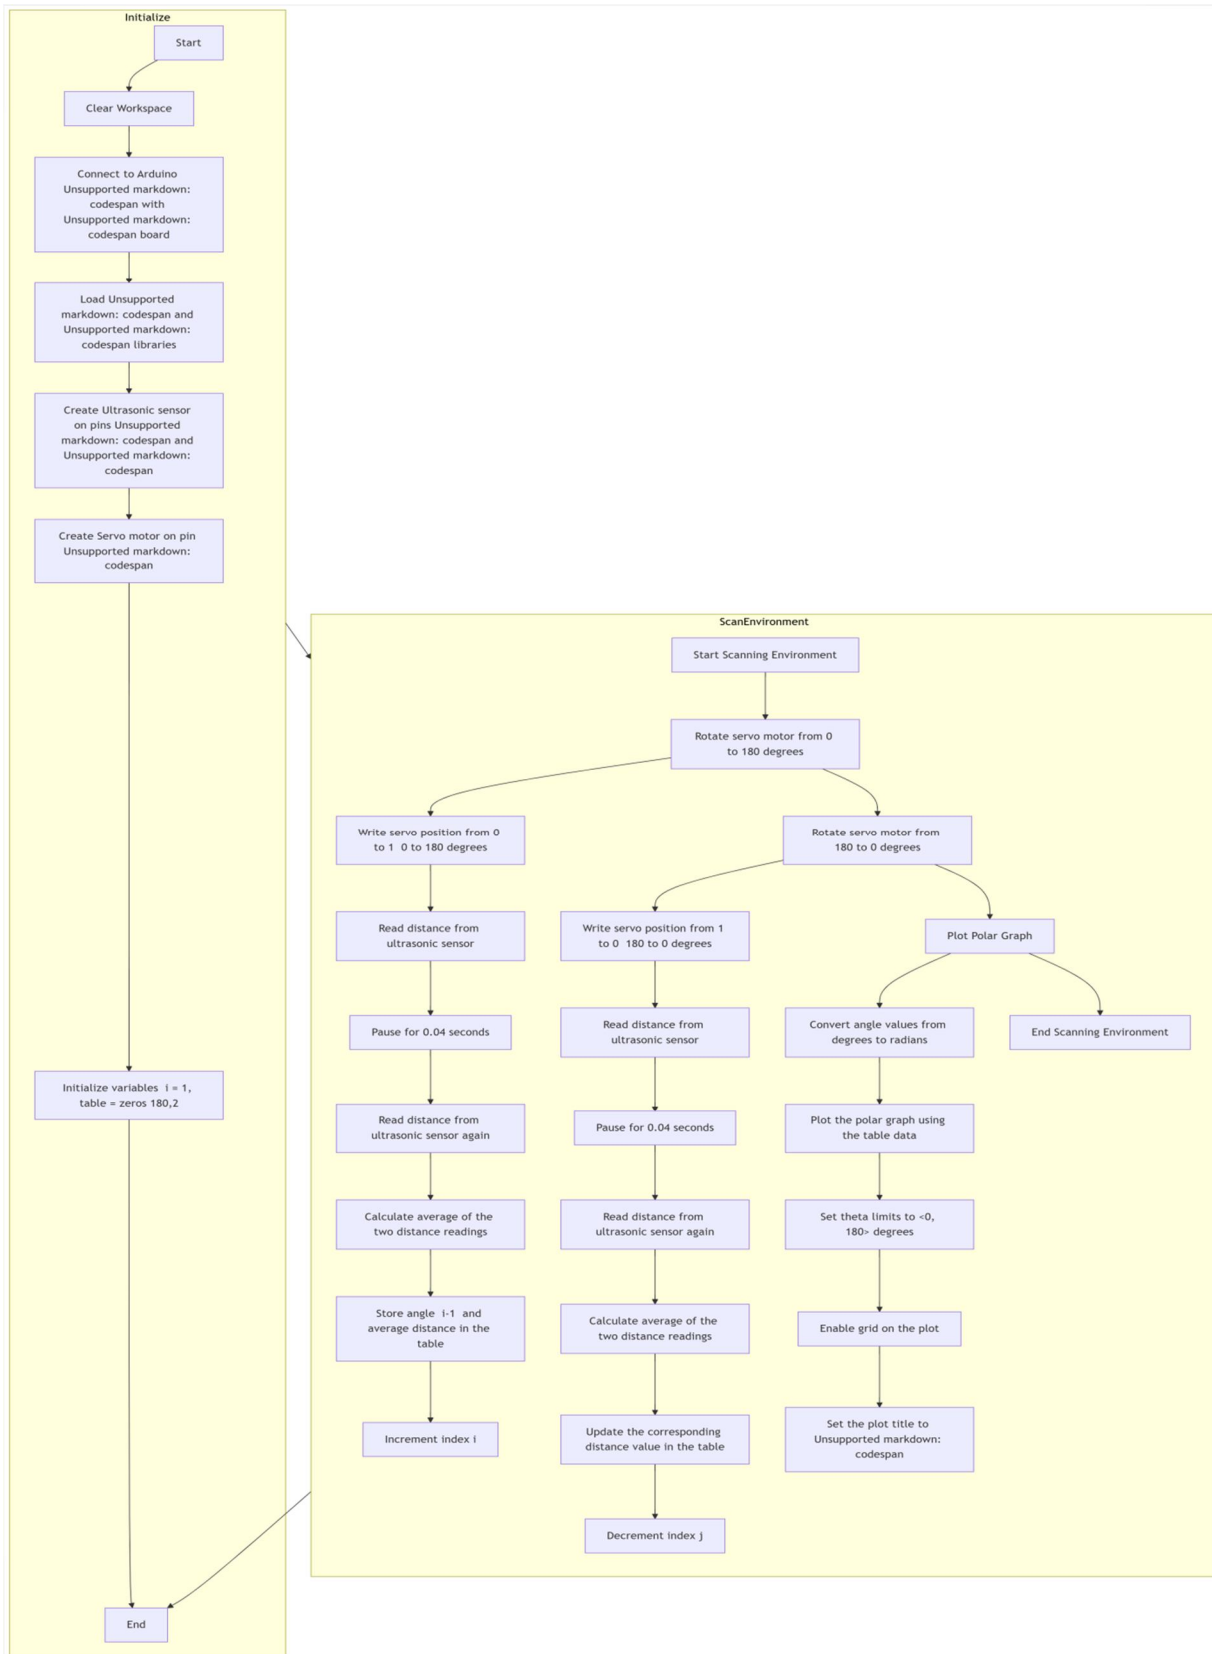 Initialize
Start
Clear Workspace
Connect to Arduino
Unsupported markdown:
codespan with
Unsupported markdown:
codespan board
Load Unsupported
markdown: codespan and
Unsupported markdown:
codespan libraries
Create Ultrasonic sensor
on pins Unsupported
markdown: codespan and
Unsupported markdown:
codespan
Create Servo motor on pin
Unsupported markdown:
codespan
Initialize variables i = 1,
table = zeros 180,2
End
ScanEnvironment
Start Scanning Environment
Rotate servo motor from 0
to 180 degrees
Write servo position from 0
to 1 0 to 180 degrees
Read distance from
ultrasonic sensor
Pause for 0.04 seconds
Read distance from
ultrasonic sensor again
Calculate average of the
two distance readings
Store angle i-1 and
average distance in the
table
Increment index i
Rotate servo motor from
180 to 0 degrees
Write servo position from 1
to 0 180 to 0 degrees
Read distance from
ultrasonic sensor
Pause for 0.04 seconds
Read distance from
ultrasonic sensor again
Calculate average of the
two distance readings
Update the corresponding
distance value in the table
Decrement index j
Plot Polar Graph
Convert angle values from
degrees to radians
Plot the polar graph using
the table data
Set theta limits to <0,
180> degrees
Enable grid on the plot
Set the plot title to
Unsupported markdown:
codespan
End Scanning Environment